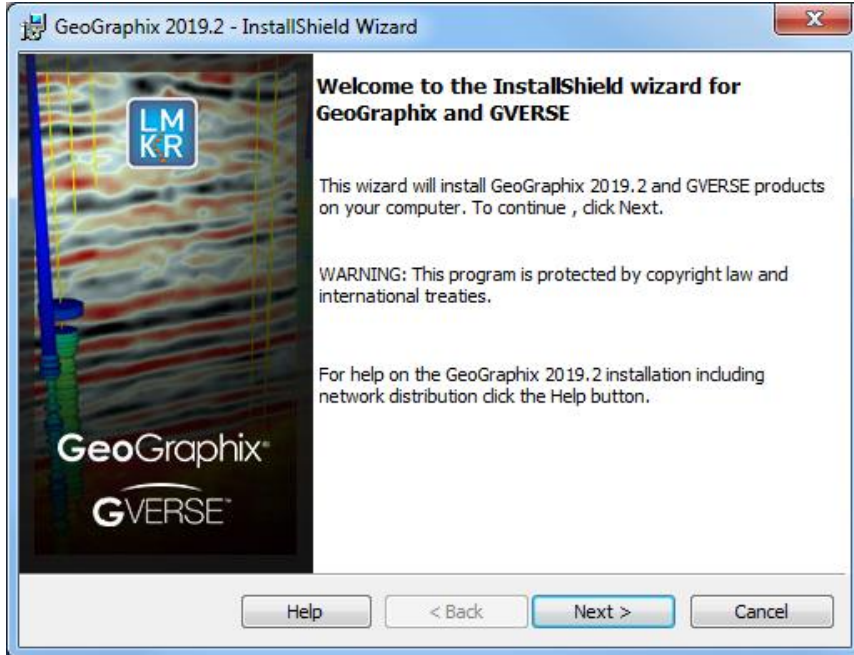 GeoGraphix 2019.2 - InstallShield Wizard
LM
KR
Welcome to the InstallShield wizard for
GeoGraphix and GVERSE
This wizard will install GeoGraphix 2019.2 and GVERSE products
on your computer. To continue , click Next.
WARNING: This program is protected by copyright law and
international treaties.
For help on the GeoGraphix 2019.2 installation including
network distribution click the Help button.
GeoGraphix®
GVERSE™
Help
< Back
Next >
Cancel